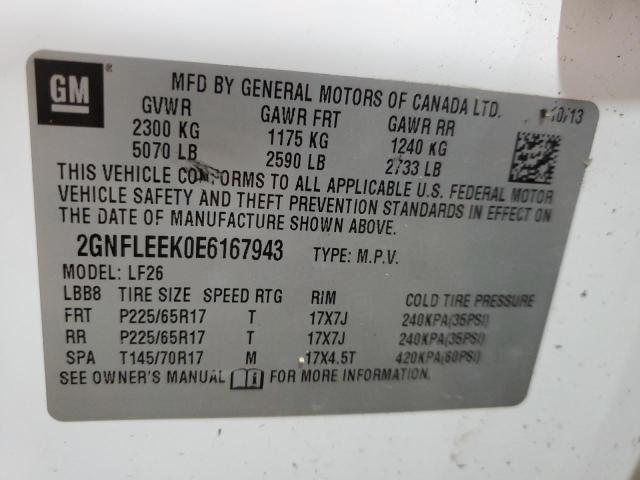 GM®
MFD BY GENERAL MOTORS OF CANADA LTD. 10/13
GVWR GAWR FRT GAWR RR
2300 KG 1175 KG 1240 KG
5070 LB 2590 LB 2733 LB
THIS VEHICLE CONFORMS TO ALL APPLICABLE U.S. FEDERAL MOTOR
VEHICLE SAFETY AND THEFT PREVENTION STANDARDS IN EFFECT ON
THE DATE OF MANUFACTURE SHOWN ABOVE.
2GNFLEEK0E6167943 TYPE: M.P.V.
MODEL: LF26
LBB8 TIRE SIZE SPEED RTG RIM COLD TIRE PRESSURE
FRT P225/65R17 T 17X7J 240KPA(35PSI)
RR P225/65R17 T 17X7J 240KPA(35PSI)
SPA T145/70R17 M 17X4.5T 420KPA(60PSI)
SEE OWNER'S MANUAL i FOR MORE INFORMATION.